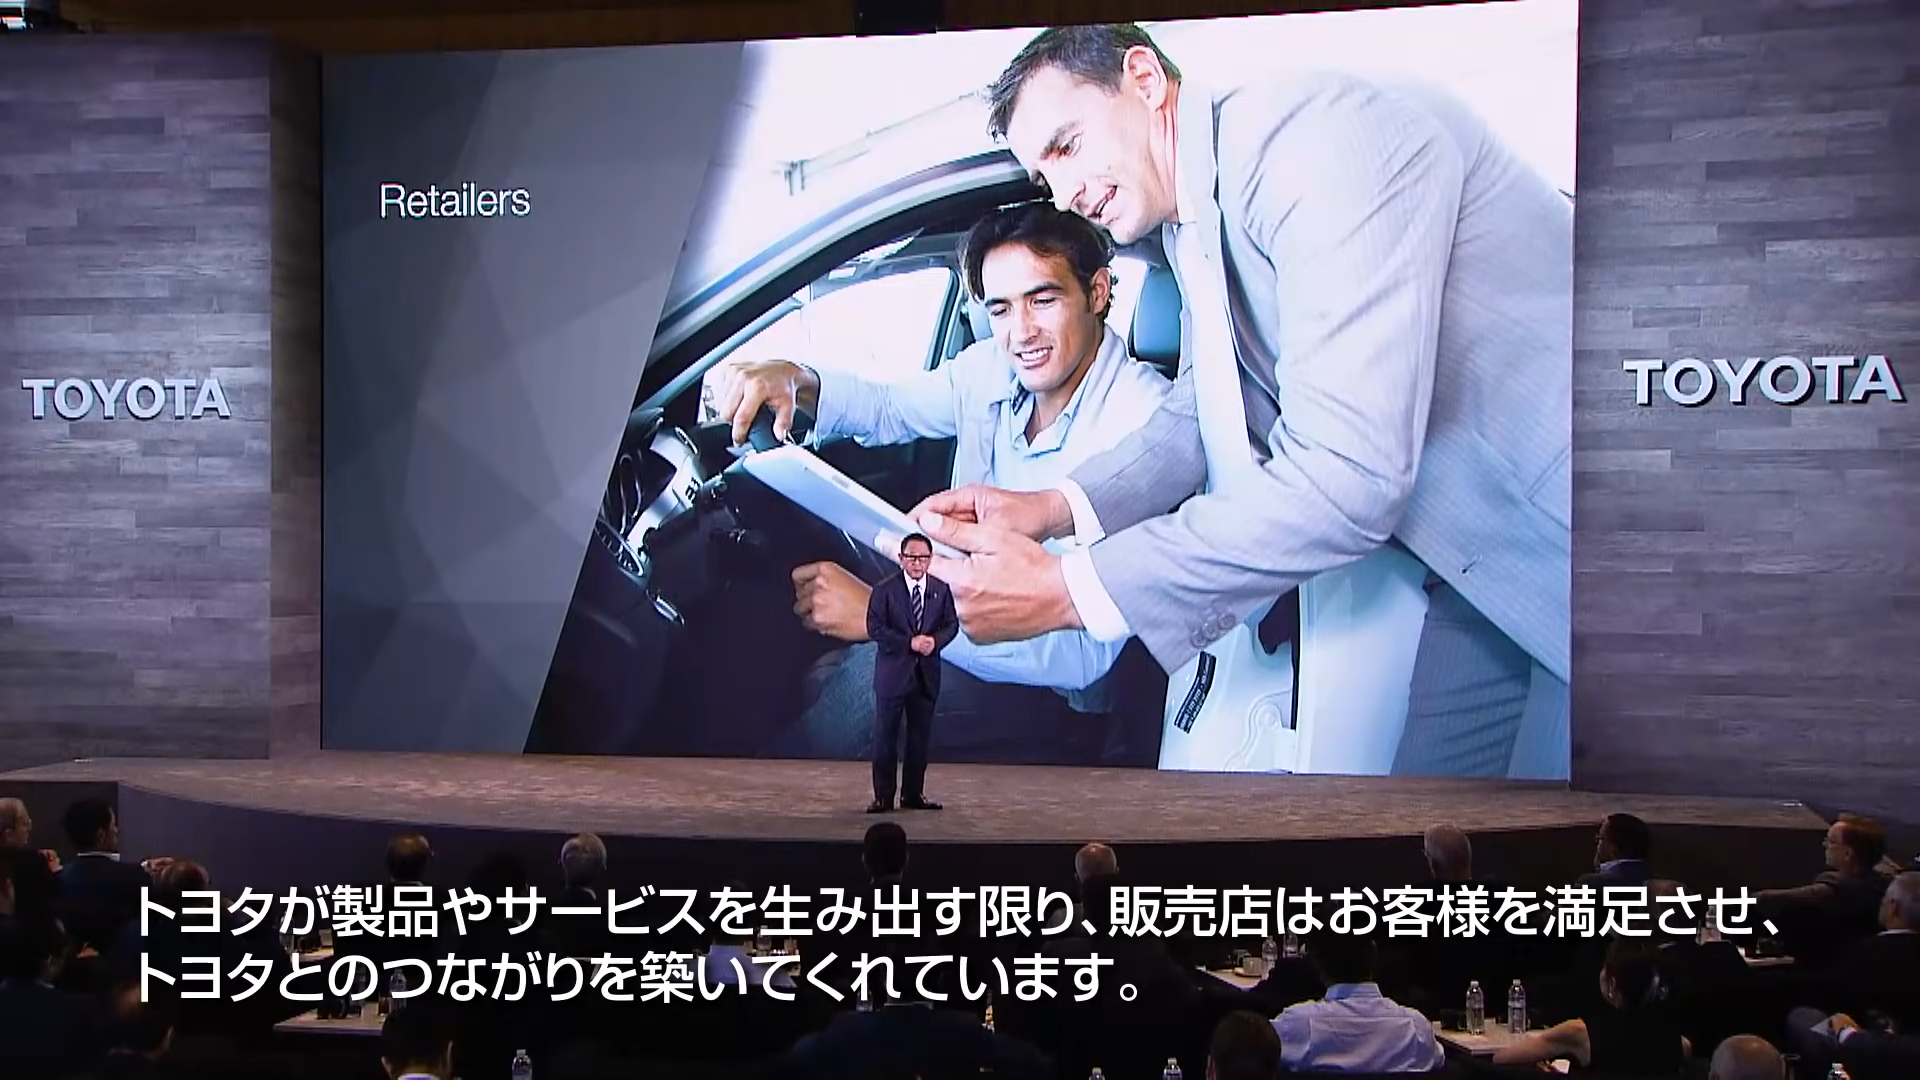 Retailers
TOYOTA
TOYOTA
トヨタが製品やサービスを生み出す限り、販売店はお客様を満足させ、
トヨタとのつながりを築いてくれています。